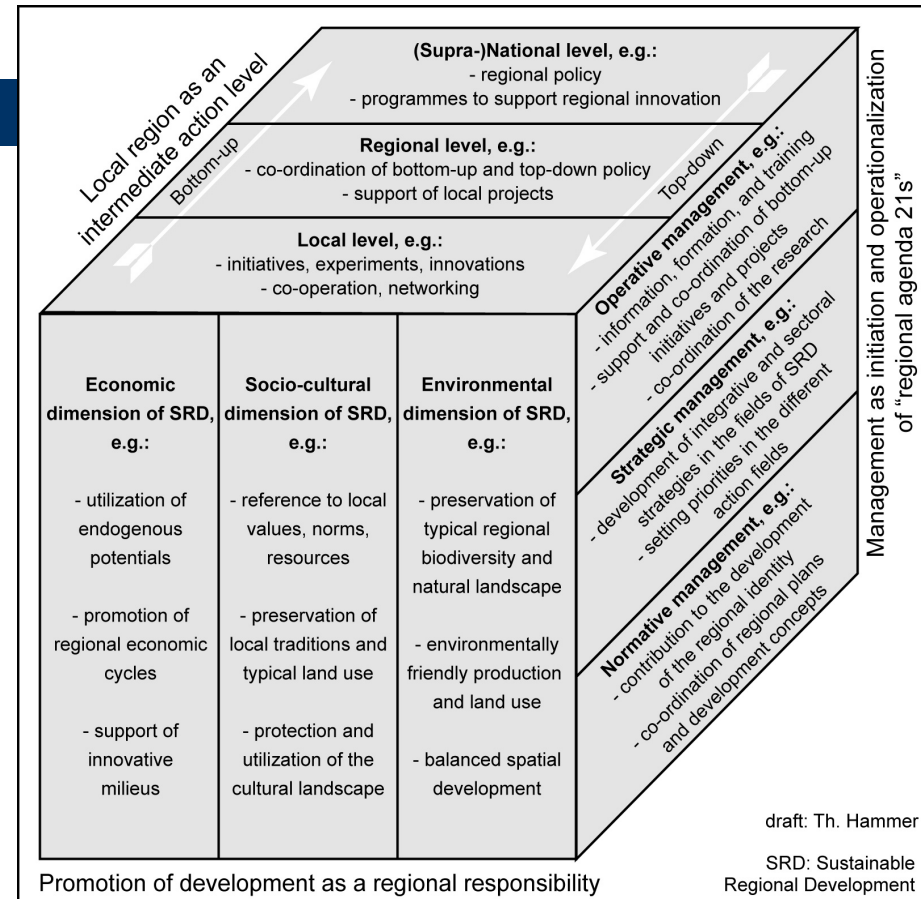 Local region as an
intermediate action level
Bottom-up
Top-down
(Supra-)National level, e.g.:
- regional policy
- programmes to support regional innovation
Regional level, e.g.:
- co-ordination of bottom-up and top-down policy
- support of local projects
Local level, e.g.:
- initiatives, experiments, innovations
- co-operation, networking
Economic
dimension of SRD,
e.g.:
- utilization of
endogenous
potentials
- promotion of
regional economic
cycles
- support of
innovative
milieus
Socio-cultural
dimension of SRD,
e.g.:
- reference to local
values, norms,
resources
- preservation of
local traditions and
typical land use
- protection and
utilization of the
cultural landscape
Environmental
dimension of SRD,
e.g.:
- preservation of
typical regional
biodiversity and
natural landscape
- environmentally
friendly production
and land use
- balanced spatial
development
Operative management, e.g.:
- information, formation, and training
- support and co-ordination of bottom-up
initiatives and projects
- co-ordination of the research
Strategic management, e.g.:
- development of integrative and sectoral
strategies in the fields of SRD
- setting priorities in the different
action fields
Normative management, e.g.:
- contribution to the development
of the regional identity
- co-ordination of regional plans
and development concepts
Management as initiation and operationalization
of “regional agenda 21s”
draft: Th. Hammer
SRD: Sustainable
Regional Development
Promotion of development as a regional responsibility